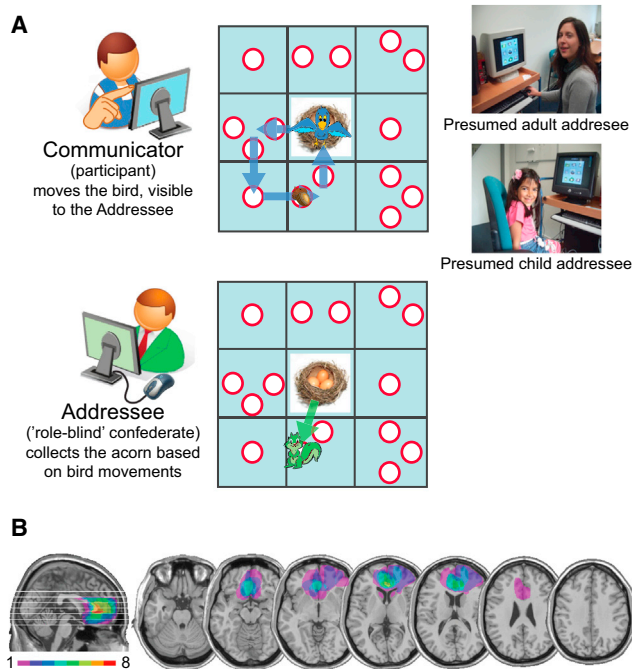 A
Communicator
(participant)
moves the bird, visible
to the Addressee
Presumed adult addresee
Presumed child addressee
Addressee
('role-blind' confederate)
collects the acorn based
on bird movements
B
1
8